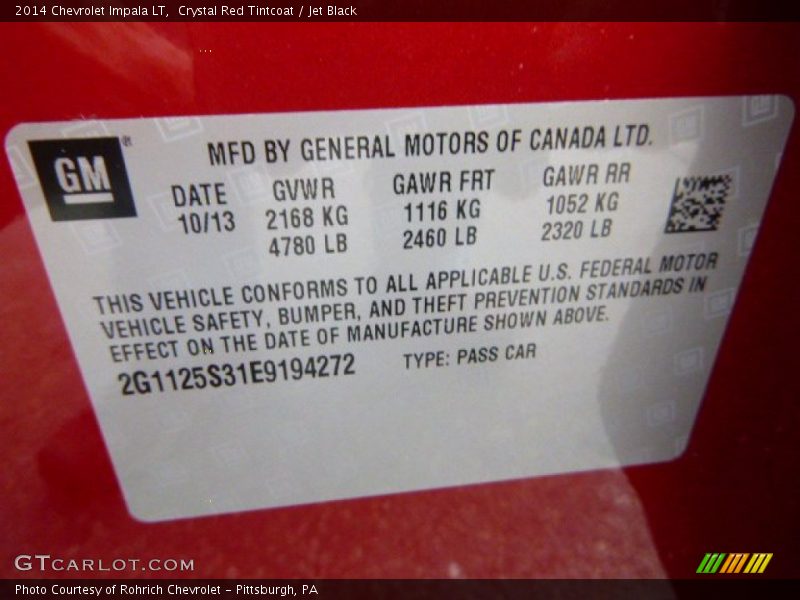 2014 Chevrolet Impala LT,  Crystal Red Tintcoat / Jet Black
GM®
MFD BY GENERAL MOTORS OF CANADA LTD.
DATE GVWR GAWR FRT GAWR RR
10/13 2168 KG 1116 KG 1052 KG
4780 LB 2460 LB 2320 LB
THIS VEHICLE CONFORMS TO ALL APPLICABLE U.S. FEDERAL MOTOR
VEHICLE SAFETY, BUMPER, AND THEFT PREVENTION STANDARDS IN
EFFECT ON THE DATE OF MANUFACTURE SHOWN ABOVE.
2G1125S31E9194272 TYPE: PASS CAR
GTCARLOT.COM
Photo Courtesy of Rohrich Chevrolet - Pittsburgh, PA